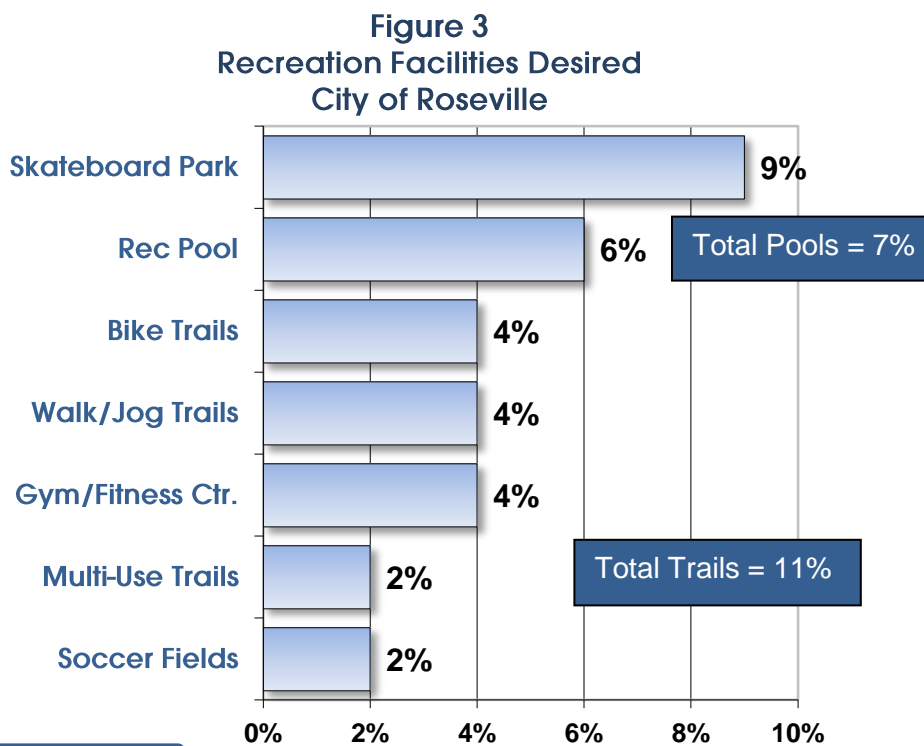 Figure 3
Recreation Facilities Desired
City of Roseville
Skateboard Park 9%
Rec Pool 6% Total Pools = 7%
Bike Trails 4%
Walk/Jog Trails 4%
Gym/Fitness Ctr. 4%
Multi-Use Trails 2% Total Trails = 11%
Soccer Fields 2%
0% 2% 4% 6% 8% 10%